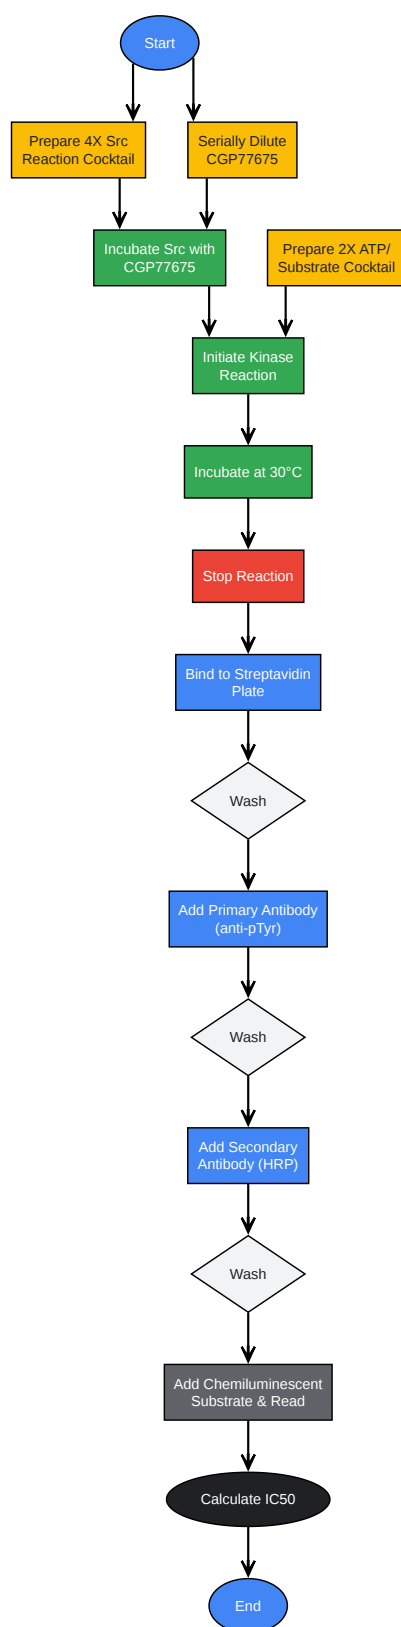 Start
Prepare 4X Src
Reaction Cocktail
Serially Dilute
CGP77675
Incubate Src with
CGP77675
Prepare 2X ATP/
Substrate Cocktail
Initiate Kinase
Reaction
Incubate at 30°C
Stop Reaction
Bind to Streptavidin
Plate
Wash
Add Primary Antibody
(anti-pTyr)
Wash
Add Secondary
Antibody (HRP)
Wash
Add Chemiluminescent
Substrate & Read
Calculate IC50
End